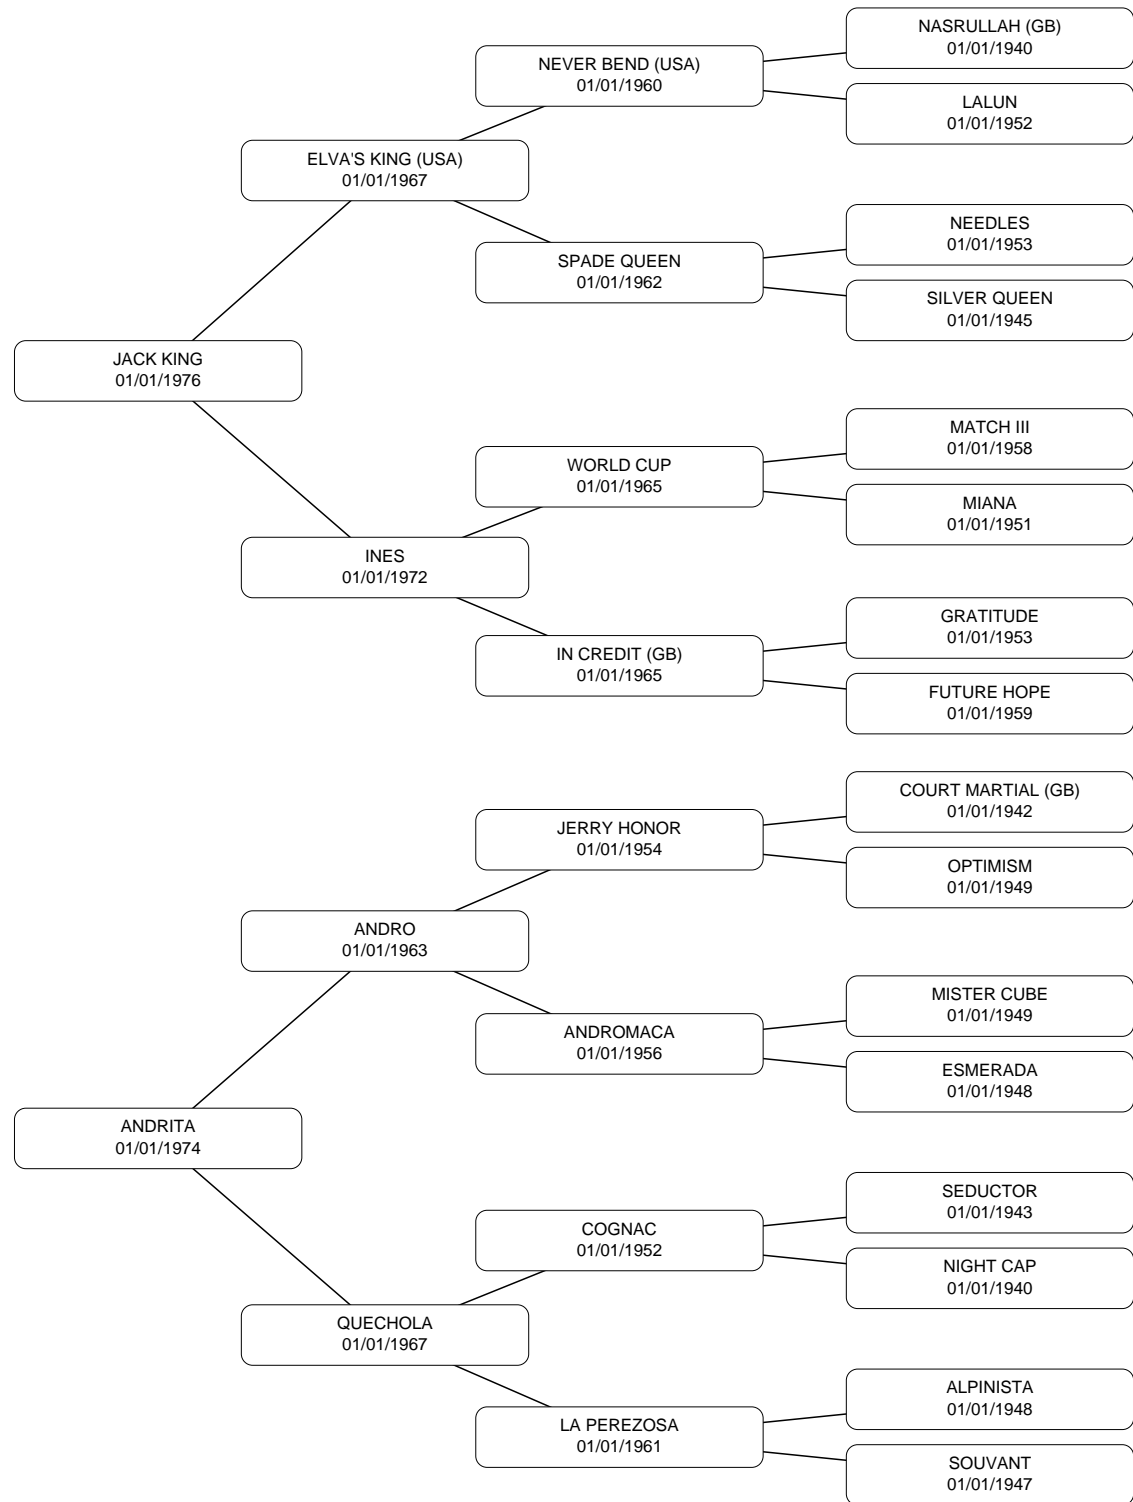 NASRULLAH (GB)
01/01/1940
NEVER BEND (USA)
01/01/1960
LALUN
01/01/1952
ELVA'S KING (USA)
01/01/1967
NEEDLES
01/01/1953
SPADE QUEEN
01/01/1962
SILVER QUEEN
01/01/1945
JACK KING
01/01/1976
MATCH III
01/01/1958
WORLD CUP
01/01/1965
MIANA
01/01/1951
INES
01/01/1972
GRATITUDE
01/01/1953
IN CREDIT (GB)
01/01/1965
FUTURE HOPE
01/01/1959
COURT MARTIAL (GB)
01/01/1942
JERRY HONOR
01/01/1954
OPTIMISM
01/01/1949
ANDRO
01/01/1963
MISTER CUBE
01/01/1949
ANDROMACA
01/01/1956
ESMERADA
01/01/1948
ANDRITA
01/01/1974
SEDUCTOR
01/01/1943
COGNAC
01/01/1952
NIGHT CAP
01/01/1940
QUECHOLA
01/01/1967
ALPINISTA
01/01/1948
LA PEREZOSA
01/01/1961
SOUVANT
01/01/1947